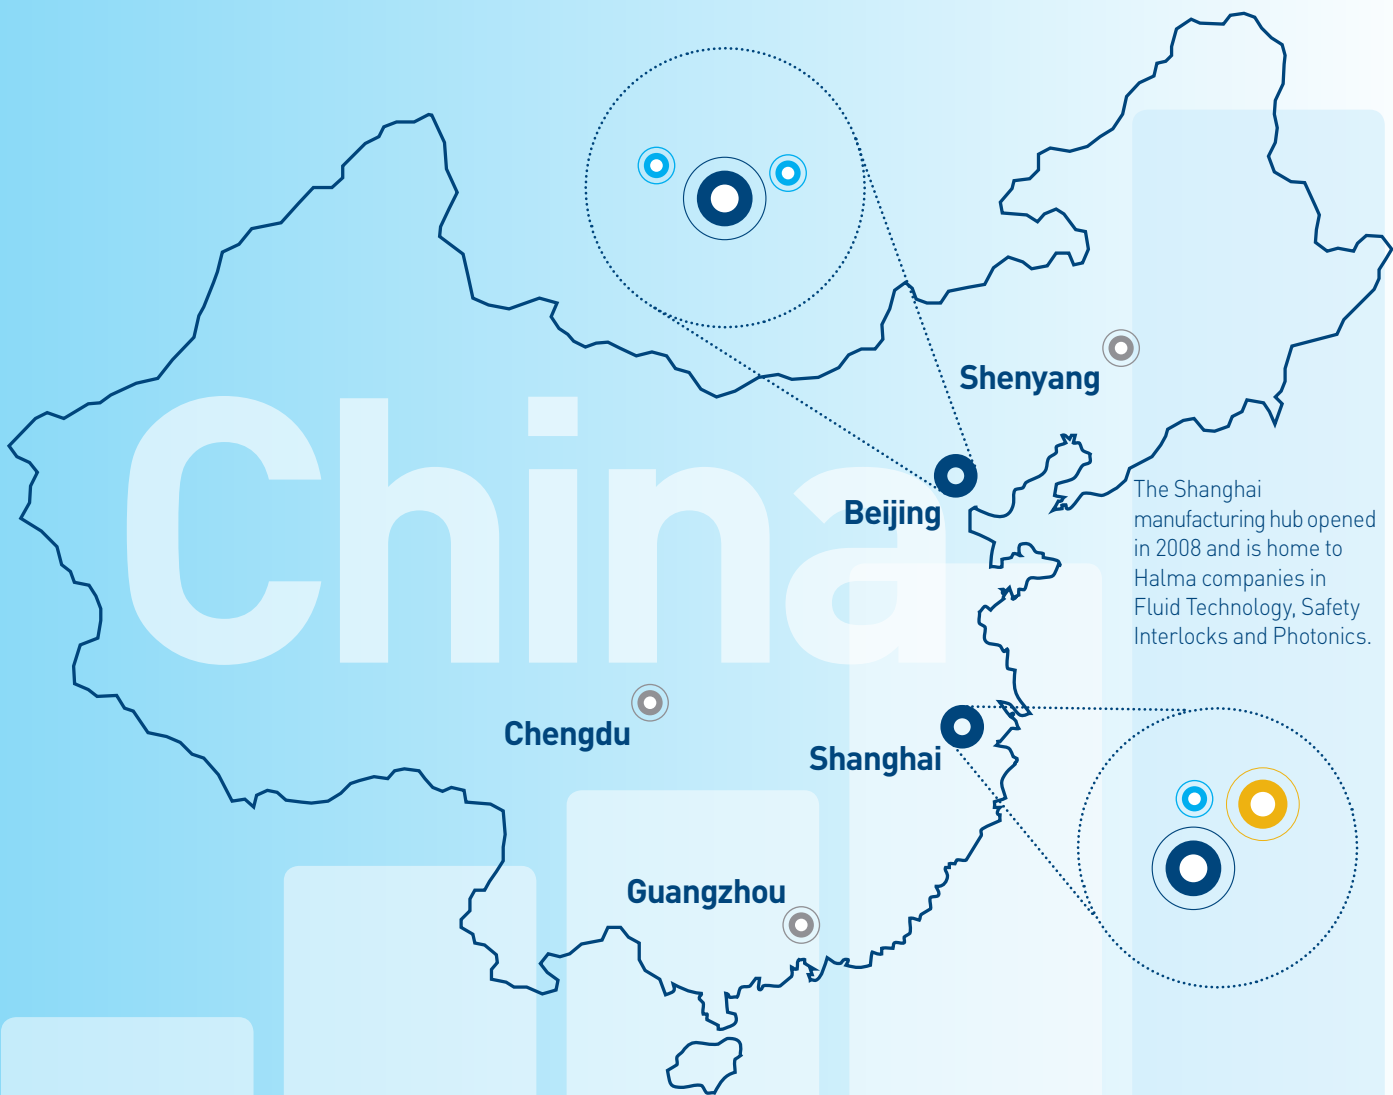 China
Shenyang
Beijing
The Shanghai
manufacturing hub opened
in 2008 and is home to
Halma companies in
Fluid Technology, Safety
Interlocks and Photonics.
Chengdu
Shanghai
Guangzhou